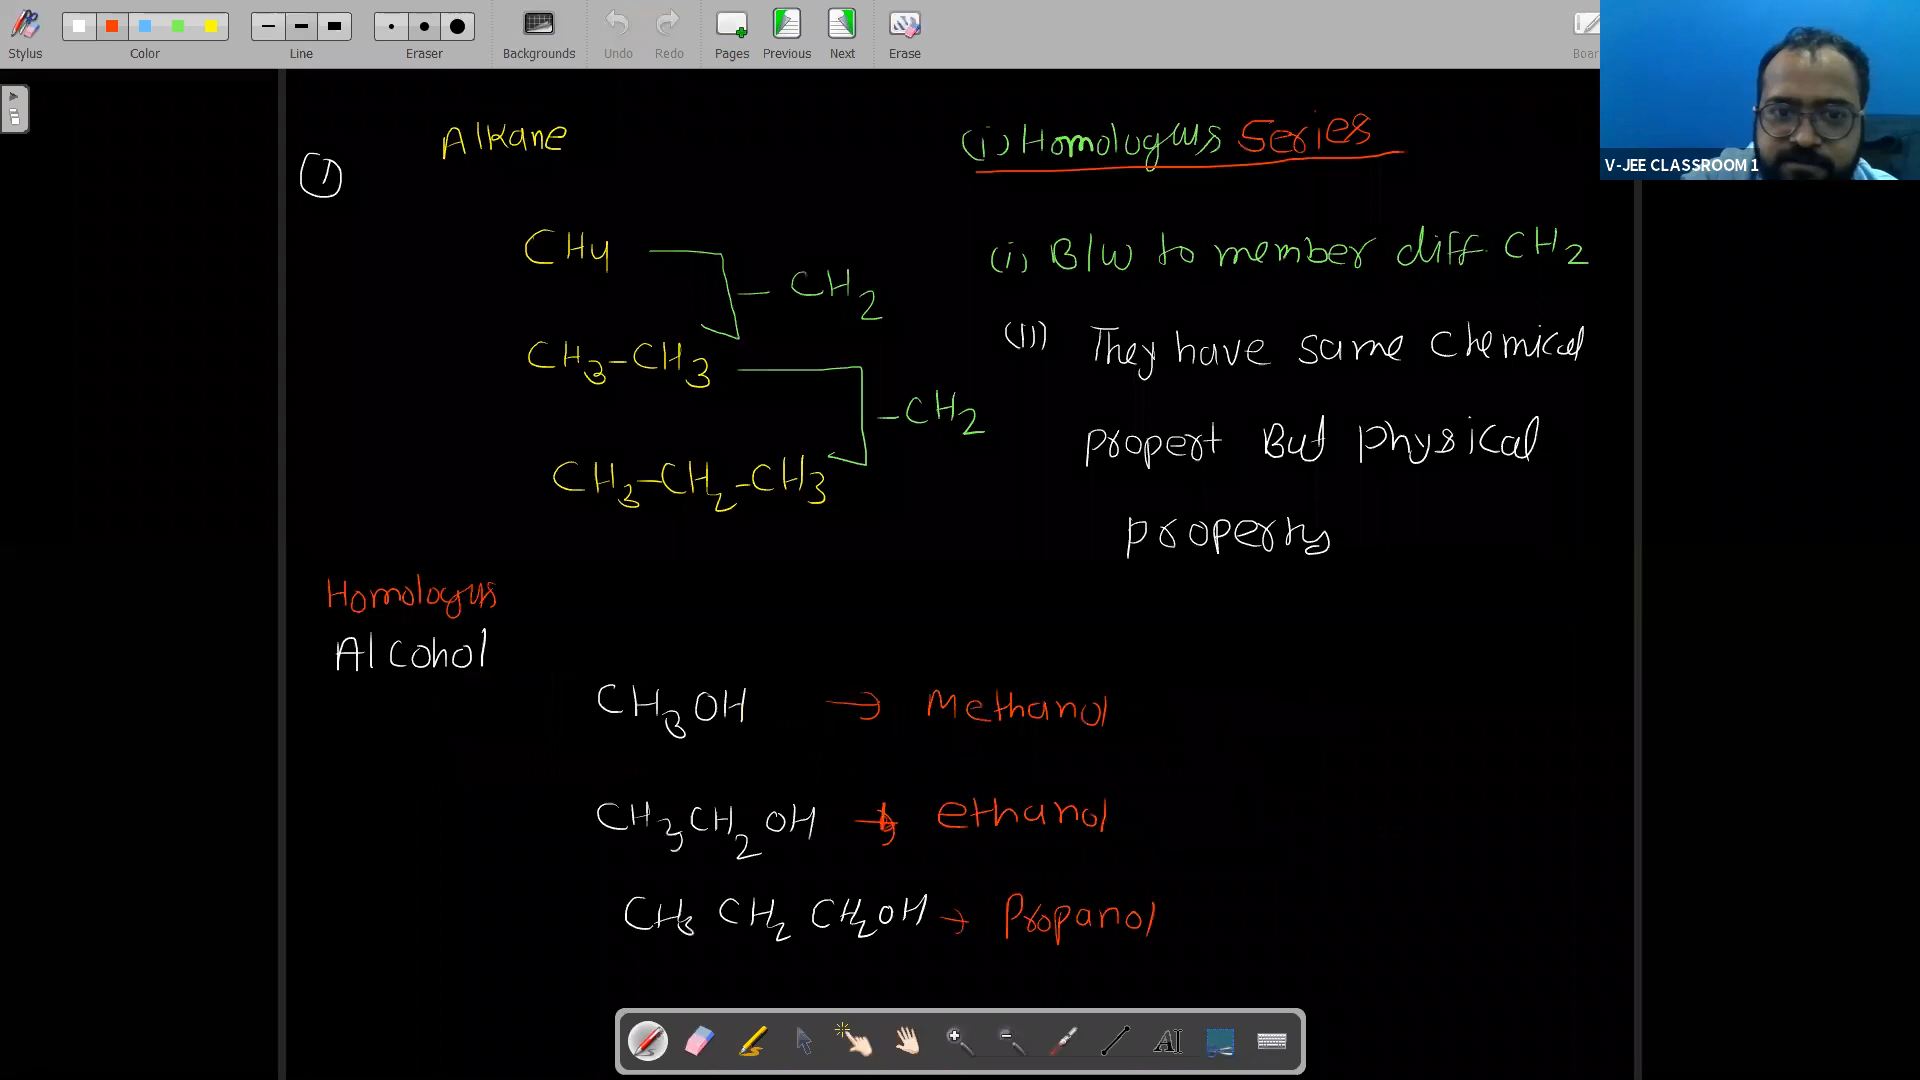 Stylus Color Line Eraser Backgrounds Undo Redo Pages Previous Next Erase
V-JEE CLASSROOM 1
Alkane
(i) Homologus Series
1
CH4
- CH2
(i) B/W to member diff CH2
CH3-CH3
(II) They have same chemical
-CH2
propert But physical
CH3-CH2-CH3
property
Homologus
Alcohol
CH3OH → Methanol
CH3CH2OH → ethanol
CH3 CH2 CH2OH → Propanol